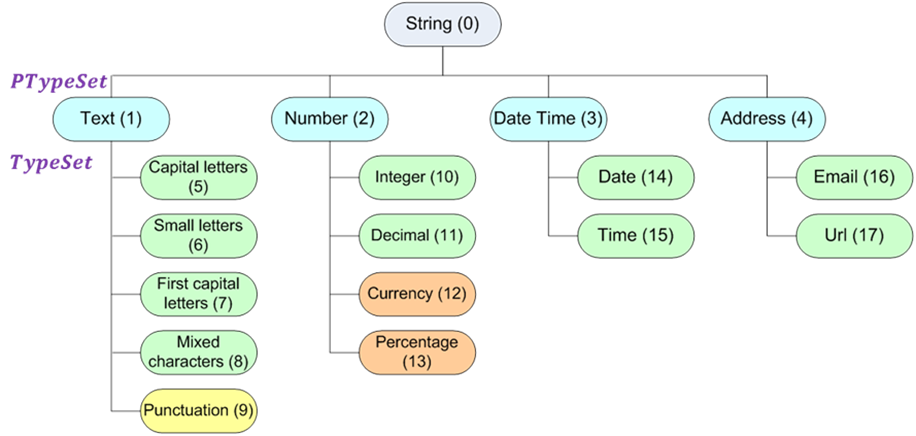 String (0)
PTypeSet
Text (1)
Number (2)
Date Time (3)
Address (4)
TypeSet
Capital letters
(5)
Integer (10)
Date (14)
Email (16)
Small letters
(6)
Decimal (11)
Time (15)
Url (17)
First capital
letters (7)
Currency (12)
Mixed
characters (8)
Percentage
(13)
Punctuation (9)